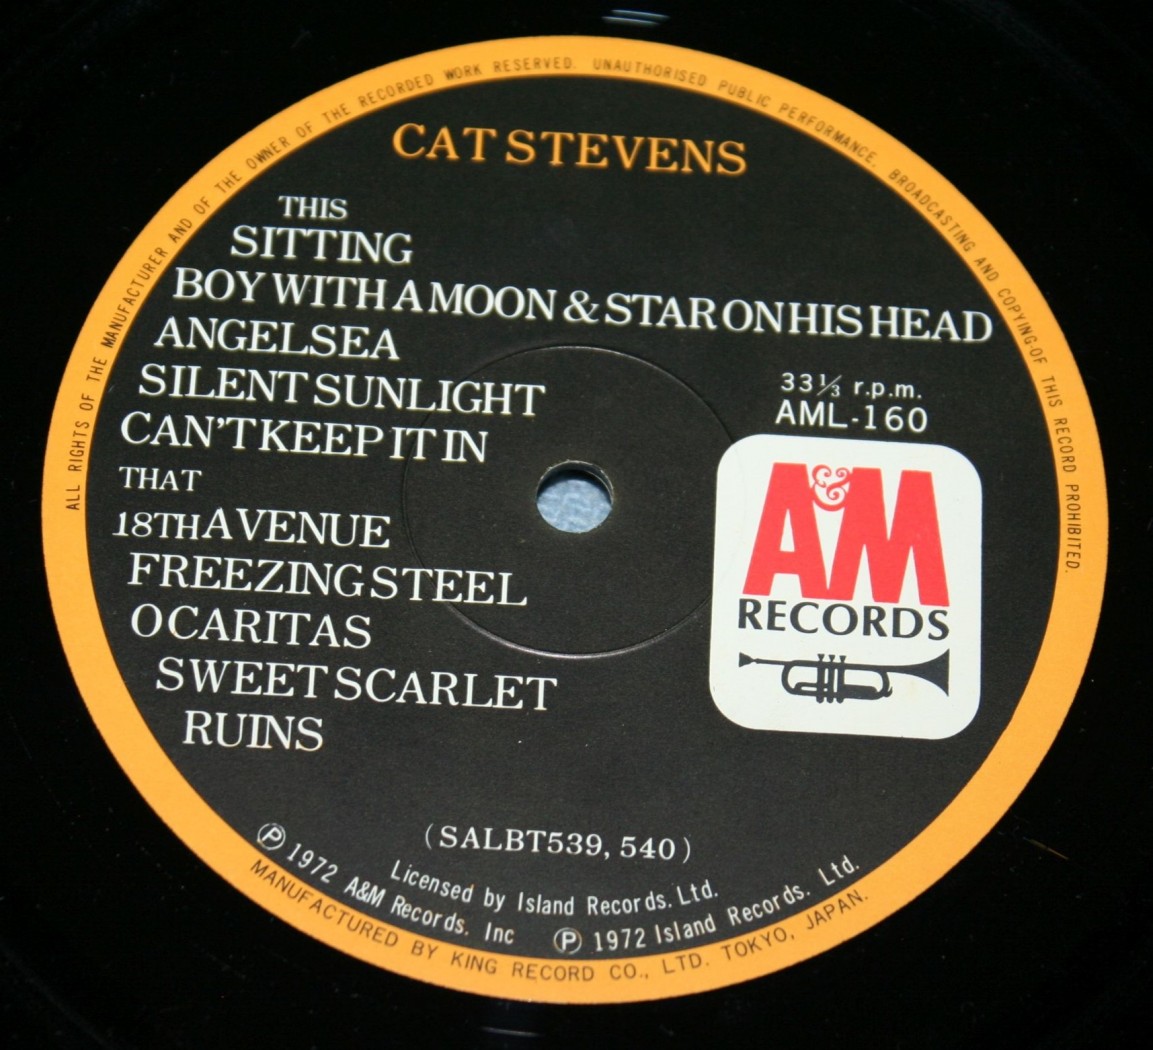 ALL RIGHTS OF THE MANUFACTURER AND OF THE OWNER OF THE RECORDED WORK RESERVED. UNAUTHORISED PUBLIC PERFORMANCE, BROADCASTING AND COPYING OF THIS RECORD PROHIBITED.
CAT STEVENS
THIS
SITTING
BOY WITH A MOON & STAR ON HIS HEAD
ANGELSEA
SILENT SUNLIGHT
CAN'T KEEP IT IN
33⅓ r.p.m.
AML-160
THAT
18TH AVENUE
FREEZING STEEL
O CARITAS
SWEET SCARLET
RUINS
A&M
RECORDS
(SALBT539, 540)
Licensed by Island Records. Ltd.
Ⓟ 1972 A&M Records. Inc Ⓟ 1972 Island Records. Ltd.
MANUFACTURED BY KING RECORD CO., LTD. TOKYO, JAPAN.